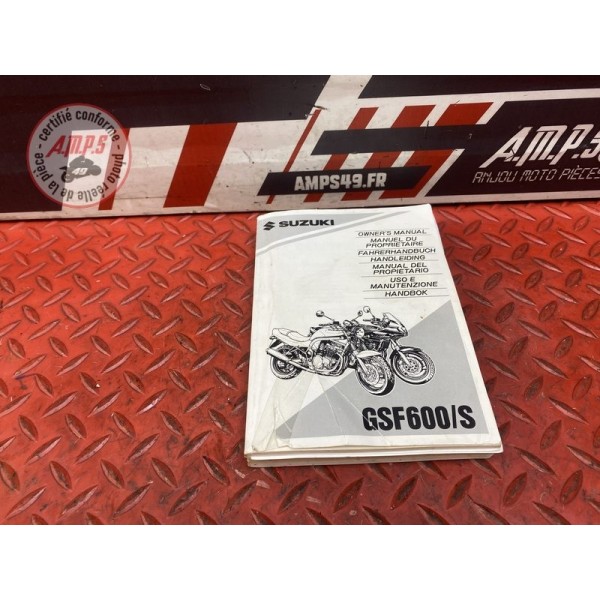 certifié conforme
photo réelle de la pièce
A.M.P.S
49
AMPS49.FR
A.M.P.S
ANJOU MOTO PIÈCES
SUZUKI
OWNER'S MANUAL
MANUEL DU
PROPRIETAIRE
FAHRERHANDBUCH
HANDLEIDING
MANUAL DEL
PROPIETARIO
USO E
MANUTENZIONE
HANDBOK
GSF600/S